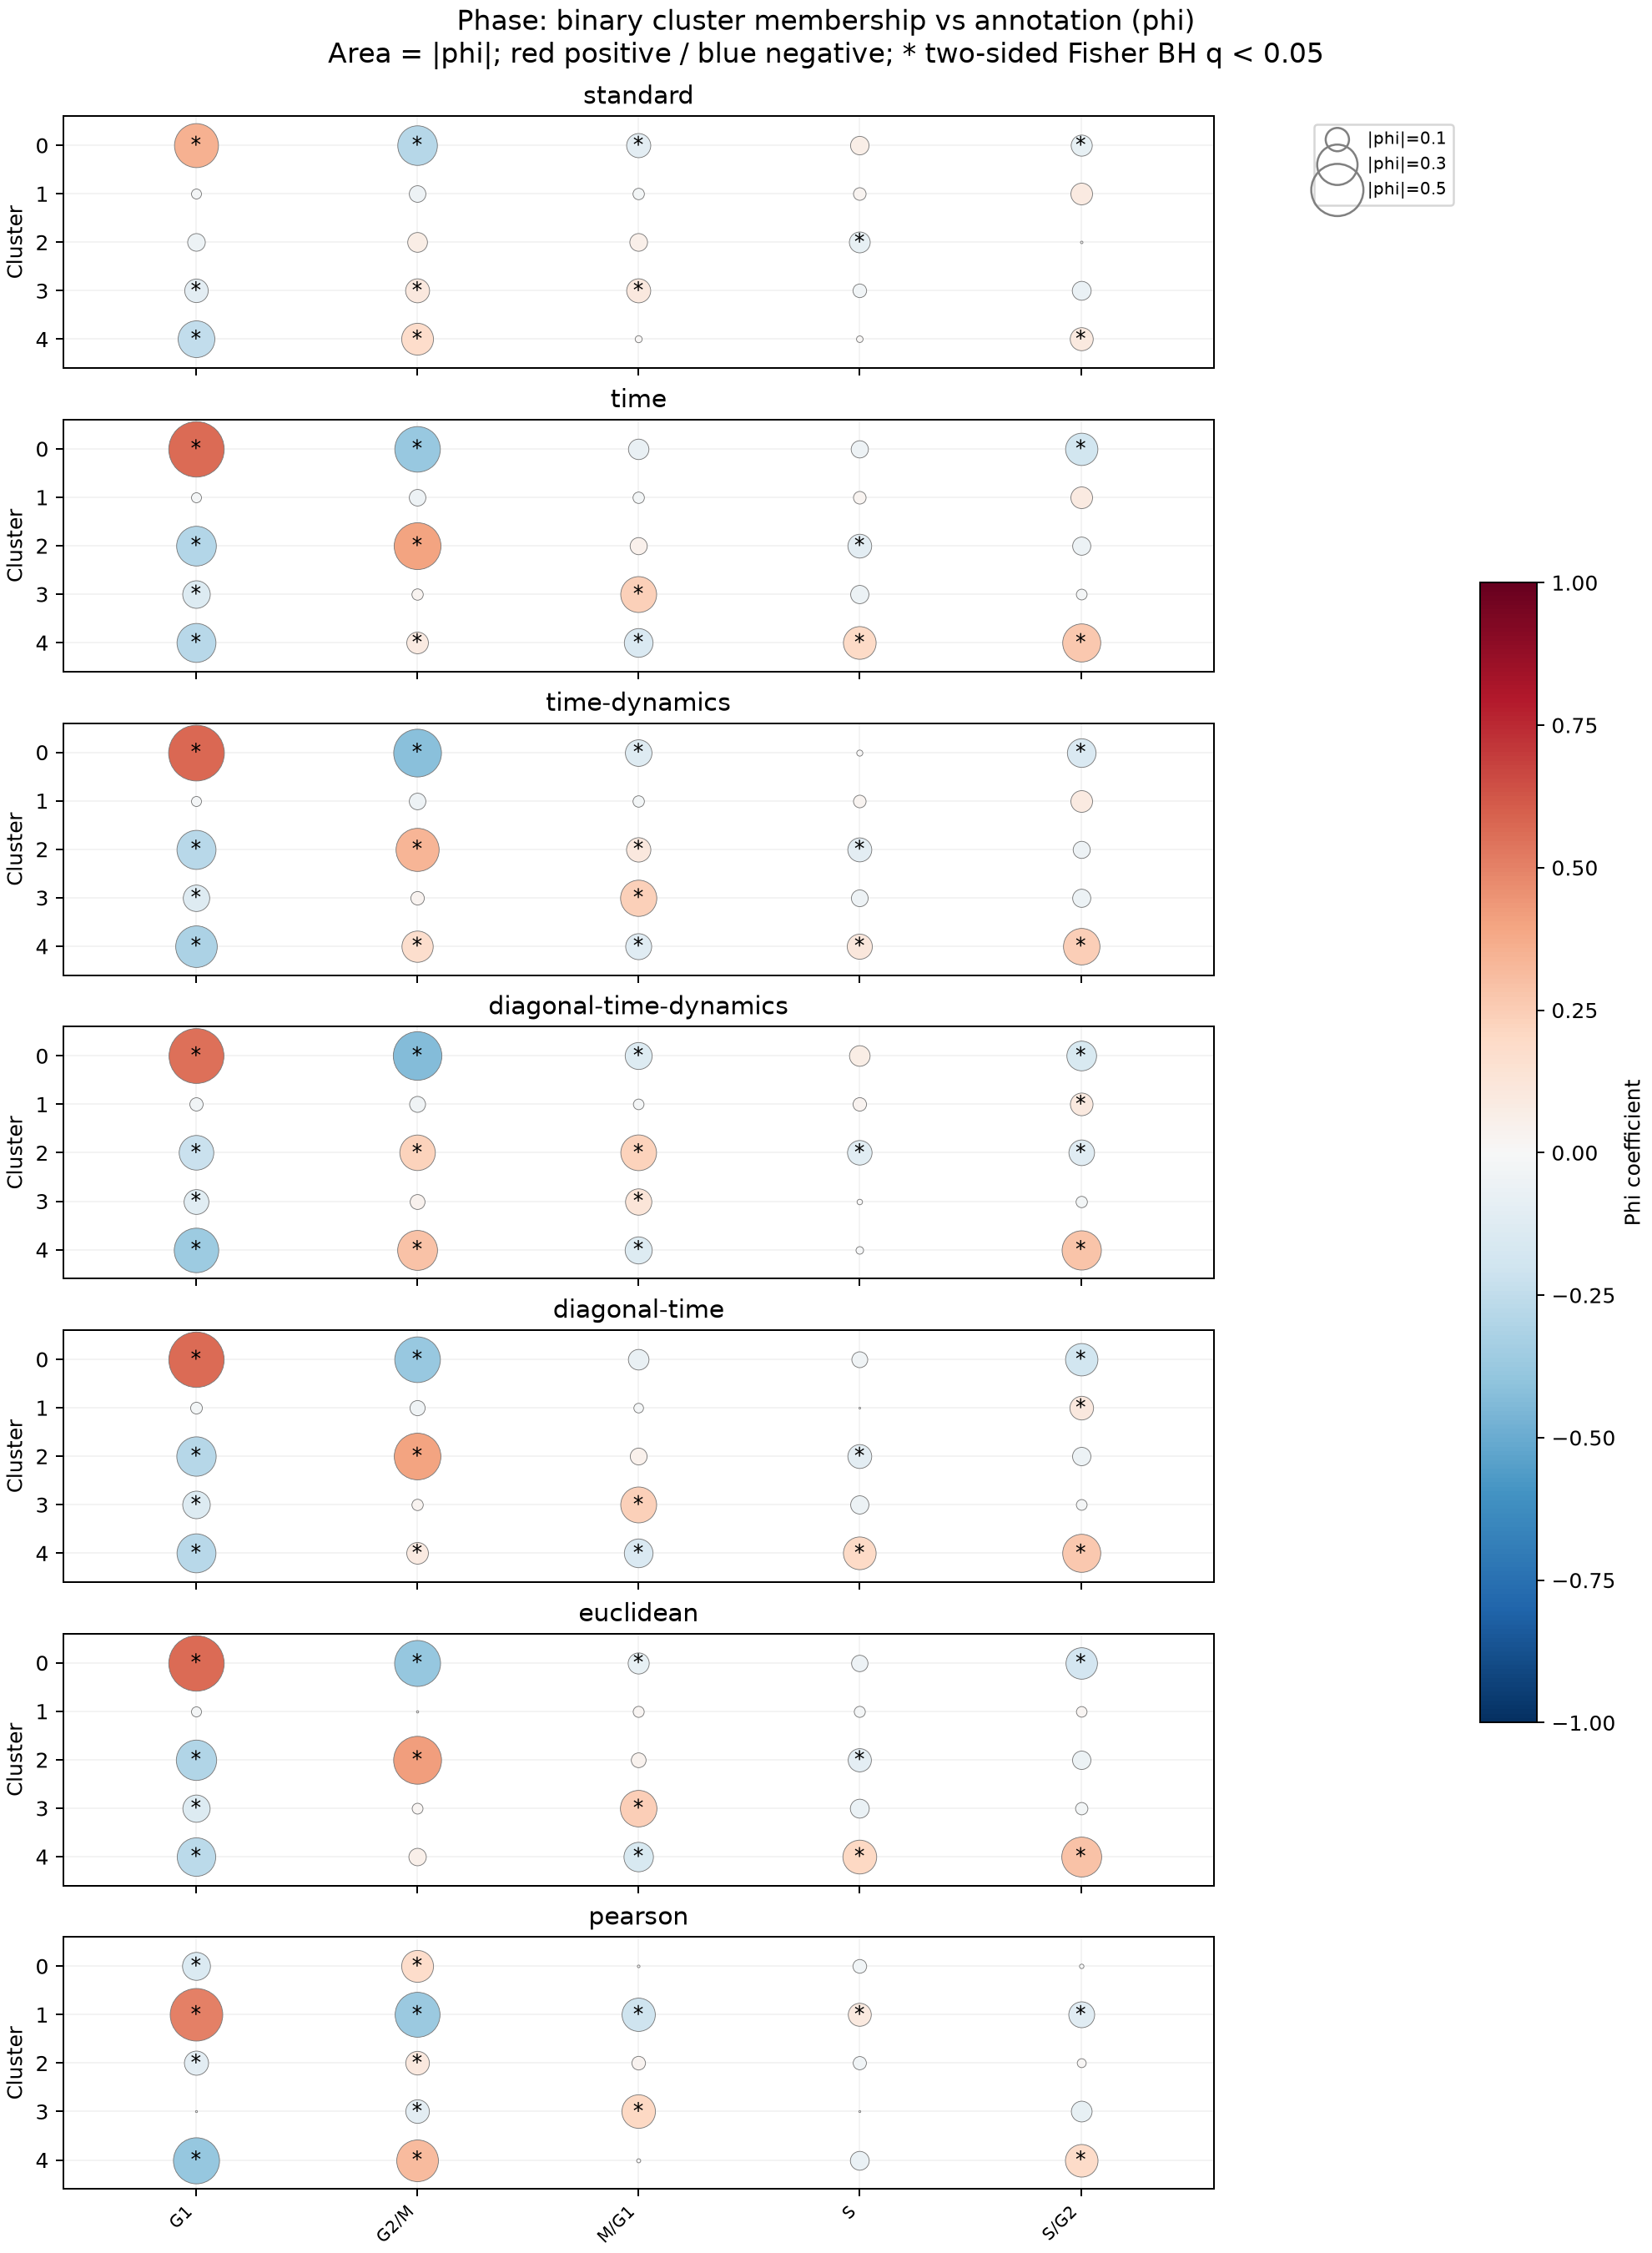 Phase: binary cluster membership vs annotation (phi)
Area = |phi|; red positive / blue negative; * two-sided Fisher BH q < 0.05
standard
Cluster
0 * * * *
1
2 *
3 * * *
4 * * *
|phi|=0.1
|phi|=0.3
|phi|=0.5
time
Cluster
0 * * *
1
2 * * *
3 * *
4 * * * * *
time-dynamics
Cluster
0 * * * *
1
2 * * * *
3 * *
4 * * * * *
diagonal-time-dynamics
Cluster
0 * * * *
1 *
2 * * * * *
3 * *
4 * * * *
diagonal-time
Cluster
0 * * *
1 *
2 * * *
3 * *
4 * * * * *
euclidean
Cluster
0 * * * *
1
2 * * *
3 * *
4 * * * *
pearson
Cluster
0 * *
1 * * * * *
2 * *
3 * *
4 * * *
G1
G2/M
M/G1
S
S/G2
1.00
0.75
0.50
0.25
0.00
−0.25
−0.50
−0.75
−1.00
Phi coefficient